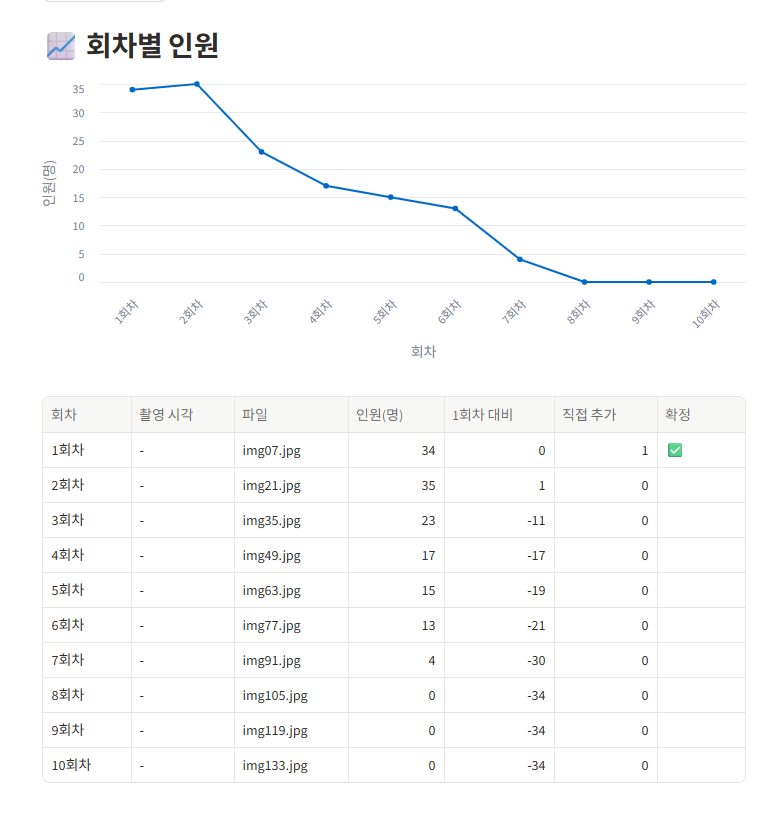 회차별 인원
인원(명)
35
30
25
20
15
10
5
0
1회차 2회차 3회차 4회차 5회차 6회차 7회차 8회차 9회차 10회차
회차
회차 촬영 시각 파일 인원(명) 1회차 대비 직접 추가 확정
1회차 - img07.jpg 34 0 1 ✅
2회차 - img21.jpg 35 1 0
3회차 - img35.jpg 23 -11 0
4회차 - img49.jpg 17 -17 0
5회차 - img63.jpg 15 -19 0
6회차 - img77.jpg 13 -21 0
7회차 - img91.jpg 4 -30 0
8회차 - img105.jpg 0 -34 0
9회차 - img119.jpg 0 -34 0
10회차 - img133.jpg 0 -34 0